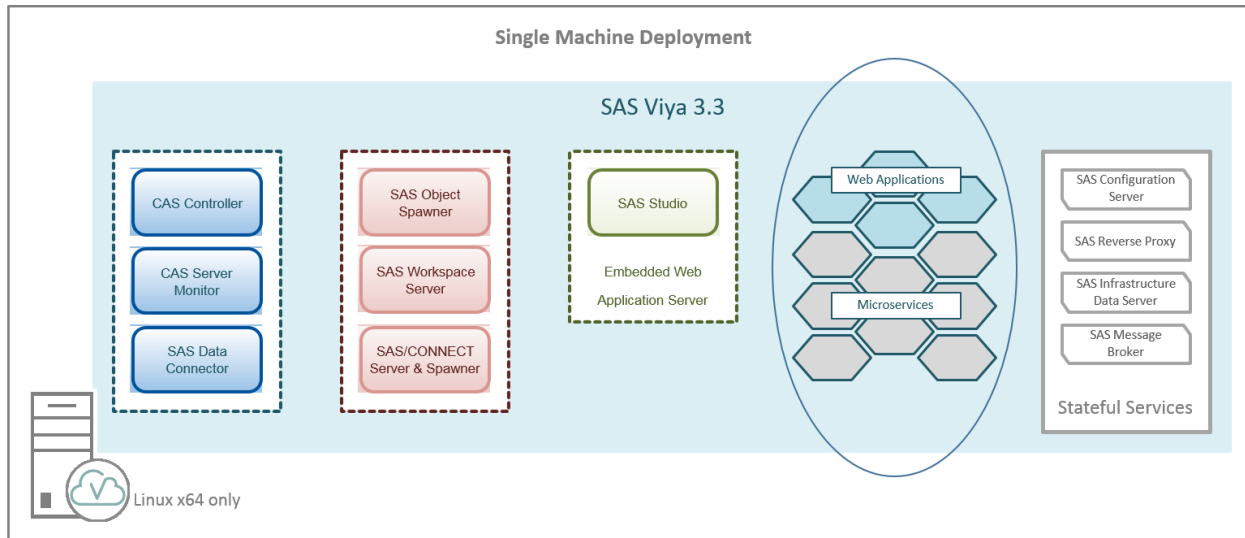 Single Machine Deployment
SAS Viya 3.3
CAS Controller
CAS Server
Monitor
SAS Data
Connector
SAS Object
Spawner
SAS Workspace
Server
SAS/CONNECT
Server & Spawner
SAS Studio
Embedded Web
Application Server
Web Applications
Microservices
SAS Configuration
Server
SAS Reverse Proxy
SAS Infrastructure
Data Server
SAS Message
Broker
Stateful Services
V
Linux x64 only